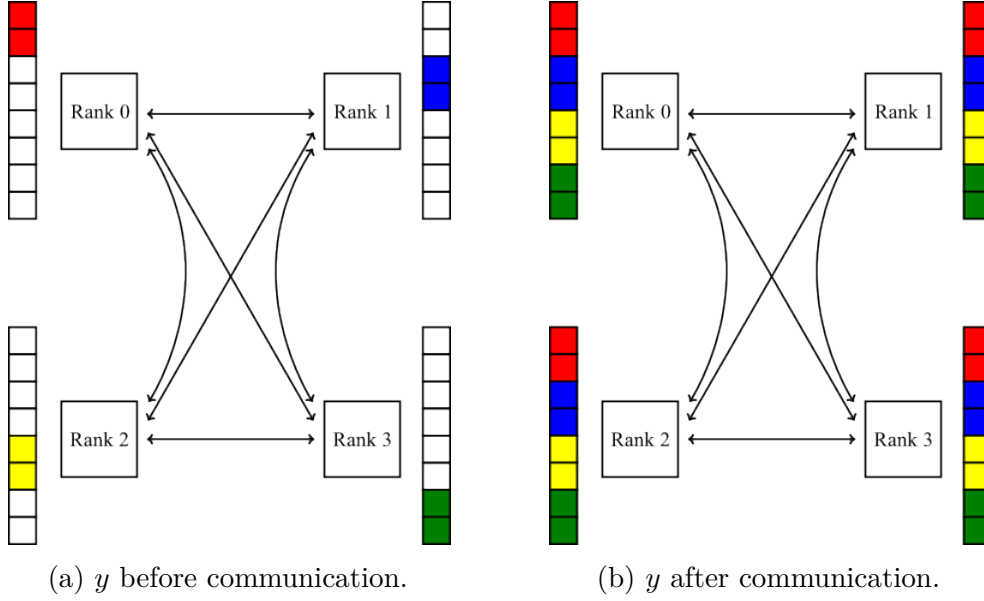 Rank 0
Rank 1
Rank 2
Rank 3
(a) y before communication.
Rank 0
Rank 1
Rank 2
Rank 3
(b) y after communication.